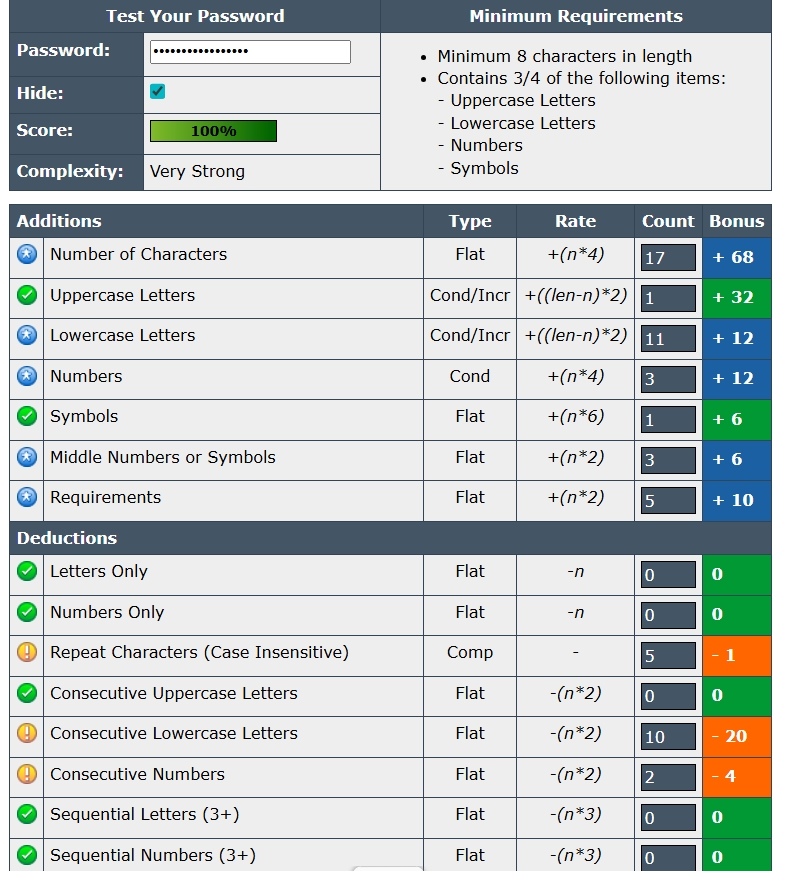 Test Your Password Minimum Requirements
Password: •••••••••••••••••
Hide:
Score: 100%
Complexity: Very Strong
• Minimum 8 characters in length
• Contains 3/4 of the following items:
- Uppercase Letters
- Lowercase Letters
- Numbers
- Symbols
Additions Type Rate Count Bonus
Number of Characters Flat +(n*4) 17 + 68
Uppercase Letters Cond/Incr +((len-n)*2) 1 + 32
Lowercase Letters Cond/Incr +((len-n)*2) 11 + 12
Numbers Cond +(n*4) 3 + 12
Symbols Flat +(n*6) 1 + 6
Middle Numbers or Symbols Flat +(n*2) 3 + 6
Requirements Flat +(n*2) 5 + 10
Deductions
Letters Only Flat -n 0 0
Numbers Only Flat -n 0 0
Repeat Characters (Case Insensitive) Comp - 5 - 1
Consecutive Uppercase Letters Flat -(n*2) 0 0
Consecutive Lowercase Letters Flat -(n*2) 10 - 20
Consecutive Numbers Flat -(n*2) 2 - 4
Sequential Letters (3+) Flat -(n*3) 0 0
Sequential Numbers (3+) Flat -(n*3) 0 0